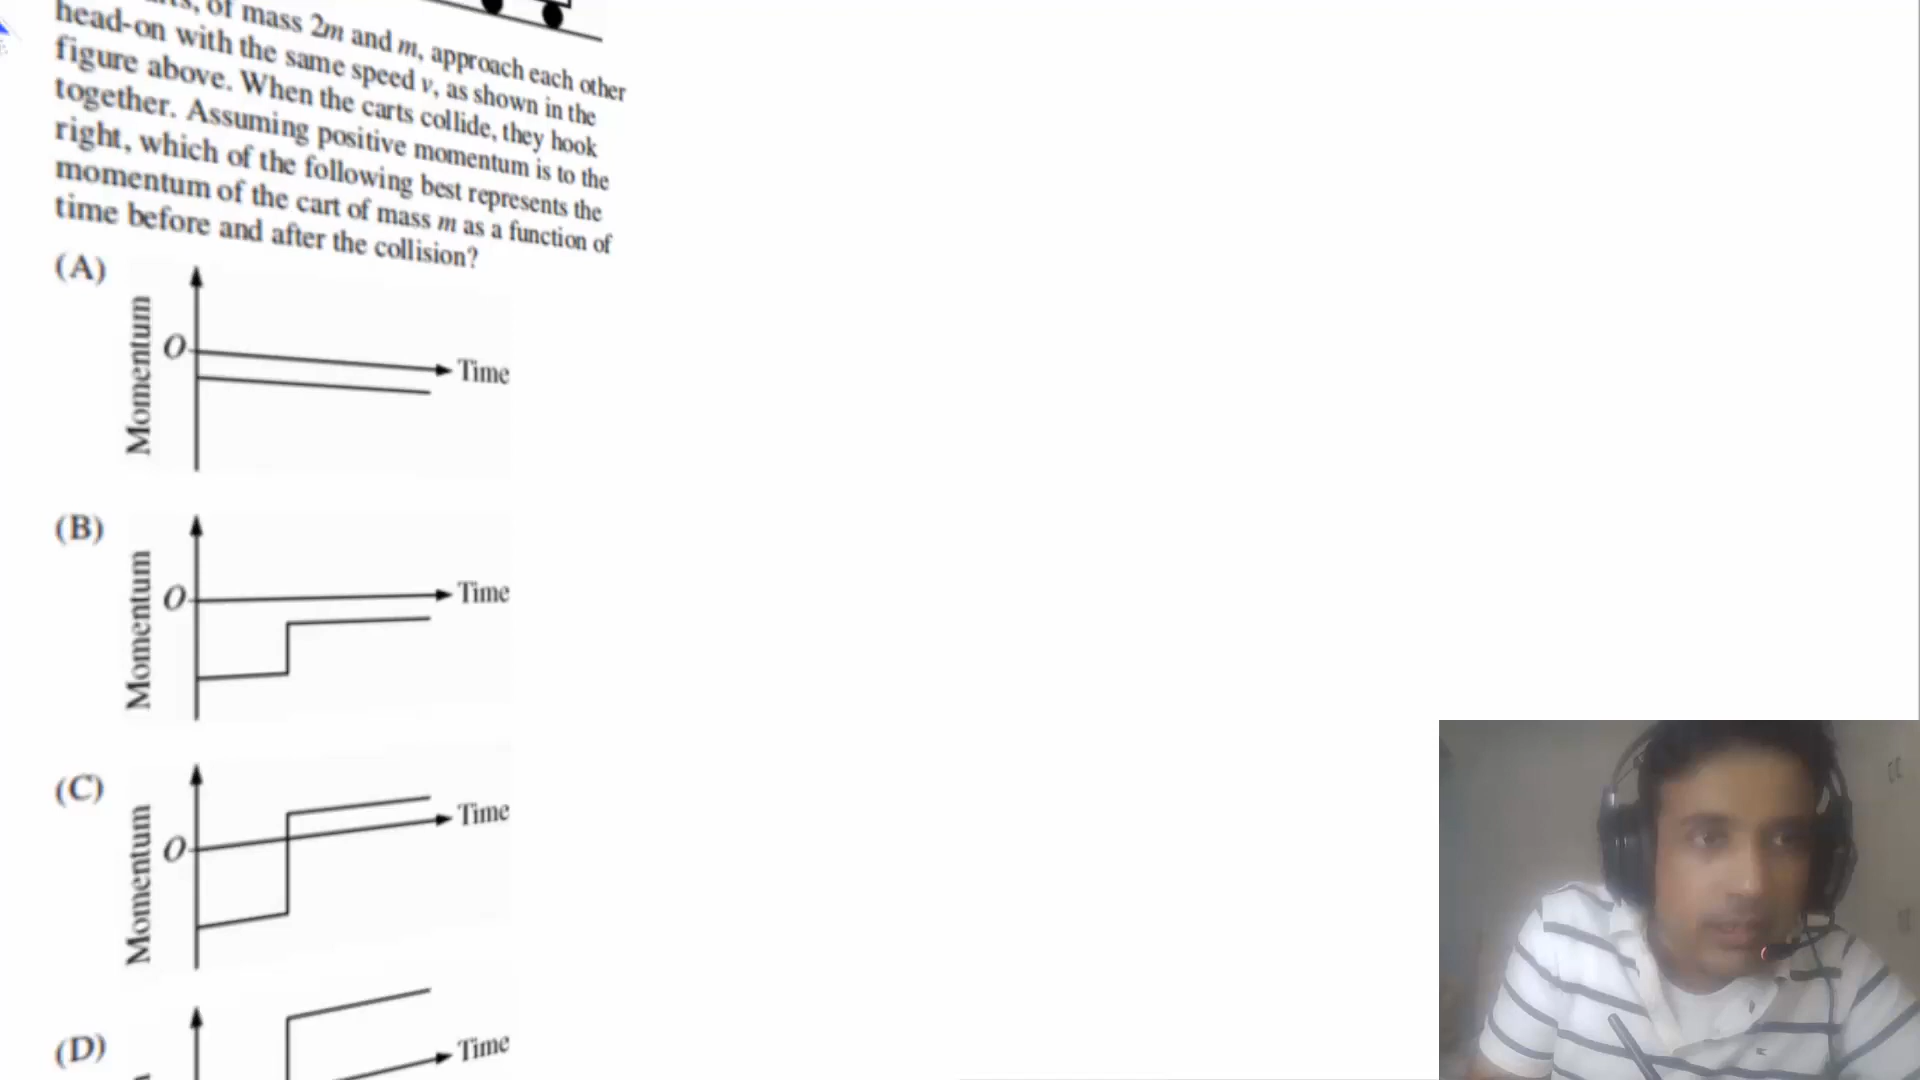 of mass 2m and m, approach each other
head-on with the same speed v, as shown in the
figure above. When the carts collide, they hook
together. Assuming positive momentum is to the
right, which of the following best represents the
momentum of the cart of mass m as a function of
time before and after the collision?
(A)
Momentum
O
Time
(B)
Momentum
O
Time
(C)
Momentum
O
Time
(D)
Time